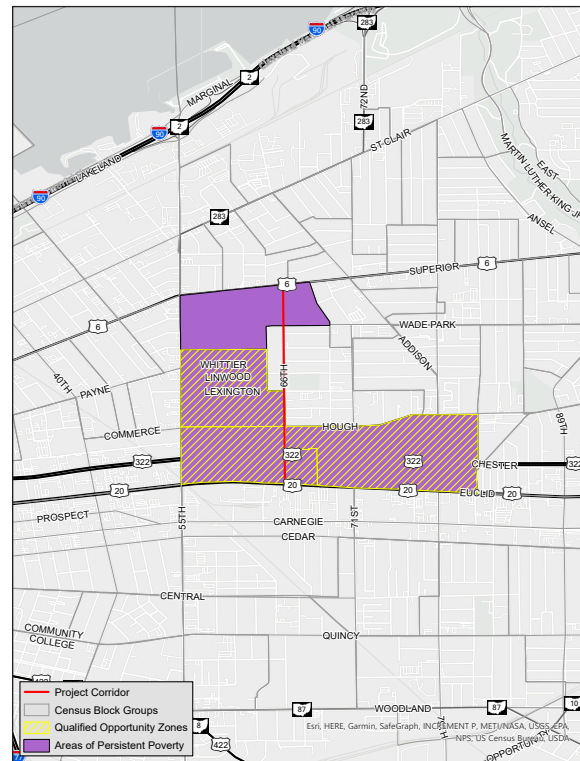 283
90
2
MARGINAL
72ND
2
90
283
ST CLAIR
LAKELAND
EAST
MARTIN LUTHER KING JR
90
283
ANSEL
SUPERIOR
6
6
6
WADE PARK
ADDISON
WHITTIER
LINWOOD
LEXINGTON
66TH
40TH
PAYNE
89TH
COMMERCE
HOUGH
322
322
322
CHESTER
322
20
20
20
EUCLID
20
PROSPECT
55TH
71ST
CARNEGIE
CEDAR
CENTRAL
COMMUNITY
COLLEGE
QUINCY
87
WOODLAND
87
10
8
422
77
OPPORTUNITY
Project Corridor
Census Block Groups
Qualified Opportunity Zones
Areas of Persistent Poverty
Esri, HERE, Garmin, SafeGraph, INCREMENT P, METI/NASA, USGS, EPA,
NPS, US Census Bureau, USDA